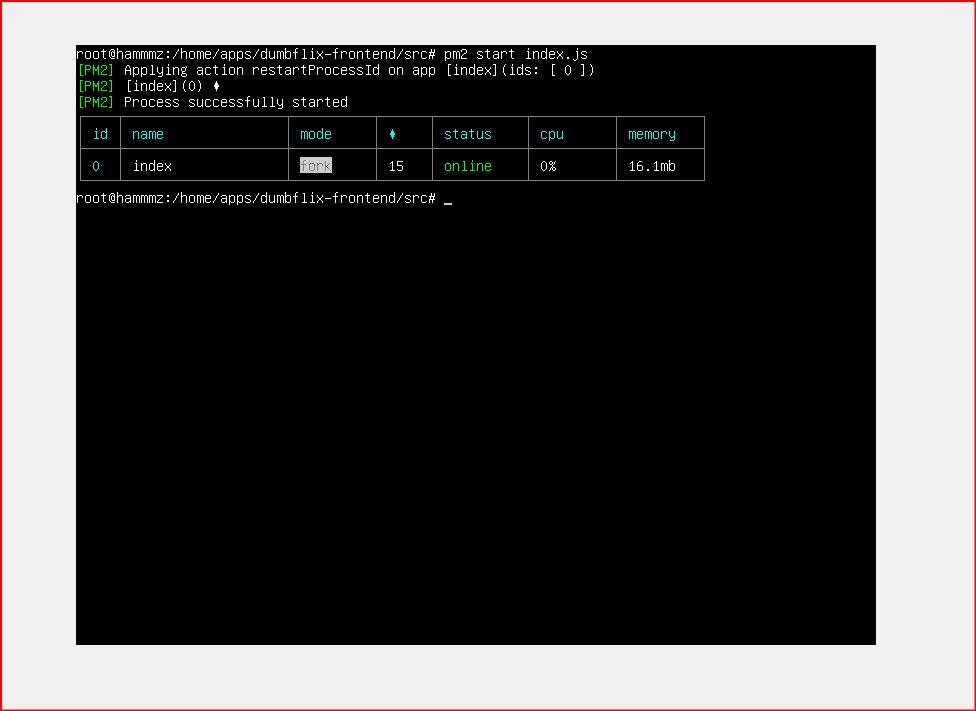 root@hammmz:/home/apps/dumbflix-frontend/src# pm2 start index.js
[PM2] Applying action restartProcessId on app [index](ids: [ 0 ])
[PM2] [index](0) ♦
[PM2] Process successfully started
id name mode ♦ status cpu memory
0 index fork 15 online 0% 16.1mb
root@hammmz:/home/apps/dumbflix-frontend/src# _